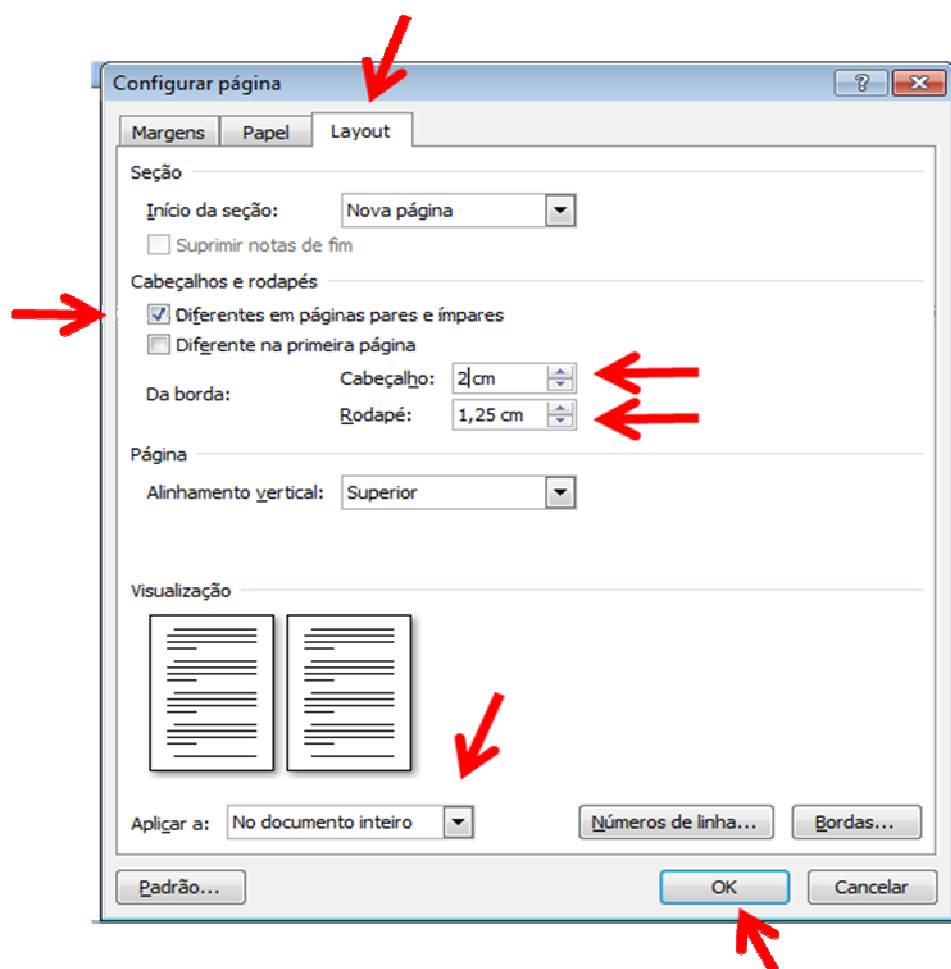 Configurar página
Margens Papel Layout
Seção
Início da seção: Nova página
Suprimir notas de fim
Cabeçalhos e rodapés
Diferentes em páginas pares e ímpares
Diferente na primeira página
Da borda:
Cabeçalho: 2 cm
Rodapé: 1,25 cm
Página
Alinhamento vertical: Superior
Visualização
Aplicar a: No documento inteiro Números de linha... Bordas...
Padrão... OK Cancelar